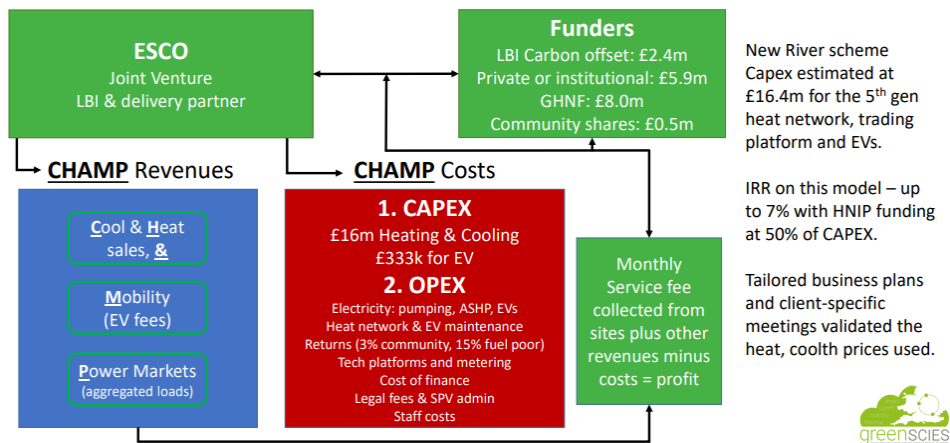 ESCO
Joint Venture
LBI & delivery partner
Funders
LBI Carbon offset: £2.4m
Private or institutional: £5.9m
GHNF: £8.0m
Community shares: £0.5m
New River scheme
Capex estimated at
£16.4m for the 5th gen
heat network, trading
platform and EVs.
IRR on this model – up
to 7% with HNIP funding
at 50% of CAPEX.
Tailored business plans
and client-specific
meetings validated the
heat, coolth prices used.
CHAMP Revenues
Cool & Heat
sales, &
Mobility
(EV fees)
Power Markets
(aggregated loads)
CHAMP Costs
1. CAPEX
£16m Heating & Cooling
£333k for EV
2. OPEX
Electricity: pumping, ASHP, EVs
Heat network & EV maintenance
Returns (3% community, 15% fuel poor)
Tech platforms and metering
Cost of finance
Legal fees & SPV admin
Staff costs
Monthly
Service fee
collected from
sites plus other
revenues minus
costs = profit
greenSCIES